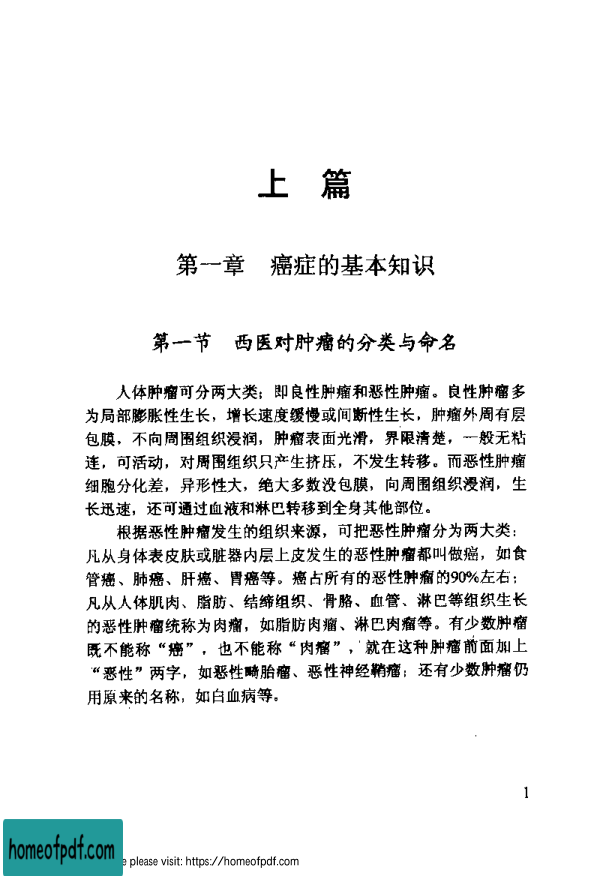 上 篇
第一章 癌症的基本知识
第一节 西医对肿瘤的分类与命名
人体肿瘤可分两大类：即良性肿瘤和恶性肿瘤。良性肿瘤多
为局部膨胀性生长，增长速度缓慢或间断性生长，肿瘤外周有层
包膜，不向周围组织浸润，肿瘤表面光滑，界限清楚，一般无粘
连，可活动，对周围组织只产生挤压，不发生转移。而恶性肿瘤
细胞分化差，异形性大，绝大多数没包膜，向周围组织浸润，生
长迅速，还可通过血液和淋巴转移到全身其他部位。
根据恶性肿瘤发生的组织来源，可把恶性肿瘤分为两大类：
凡从身体表皮肤或脏器内层上皮发生的恶性肿瘤都叫做癌，如食
管癌、肺癌、肝癌、胃癌等。癌占所有的恶性肿瘤的90%左右；
凡从人体肌肉、脂肪、结缔组织、骨胳、血管、淋巴等组织生长
的恶性肿瘤统称为肉瘤，如脂肪肉瘤、淋巴肉瘤等。有少数肿瘤
既不能称“癌”，也不能称“肉瘤”，就在这种肿瘤前面加上
“恶性”两字，如恶性畸胎瘤、恶性神经鞘瘤；还有少数肿瘤仍
用原来的名称，如白血病等。
1
homeofpdf.com
e please visit: https://homeofpdf.com